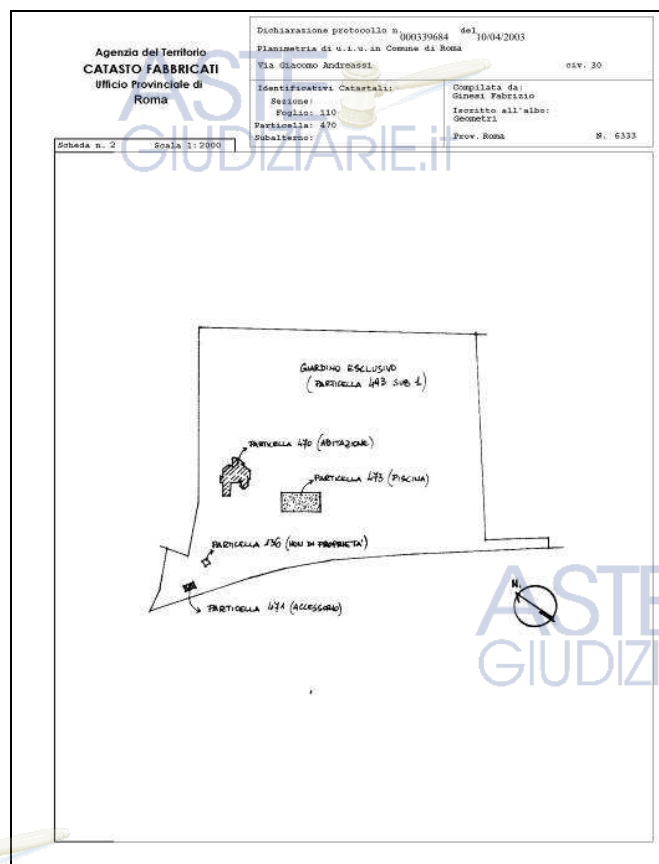 Agenzia del Territorio
CATASTO FABBRICATI
Ufficio Provinciale di
Roma
Dichiarazione protocollo n. 000339684 del 10/04/2003
Planimetria di u.i.u. in Comune di Roma
Via Giacomo Andreassi civ. 30
Identificativi Catastali:
Sezione:
Foglio: 110
Particella: 470
Subalterno:
Compilata da:
Ginesi Fabrizio
Iscritto all'albo:
Geometri
Prov. Roma N. 6333
Scheda n. 2 Scala 1:2000
ASTE
GIUDIZIARIE.it
GIARDINO ESCLUSIVO
(PARTICELLA 493 SUB 1)
PARTICELLA 470 (ABITAZIONE)
PARTICELLA 473 (PISCINA)
PARTICELLA 136 (NON DI PROPRIETA')
PARTICELLA 471 (ACCESSORIO)
N.
ASTE
GIUDIZI